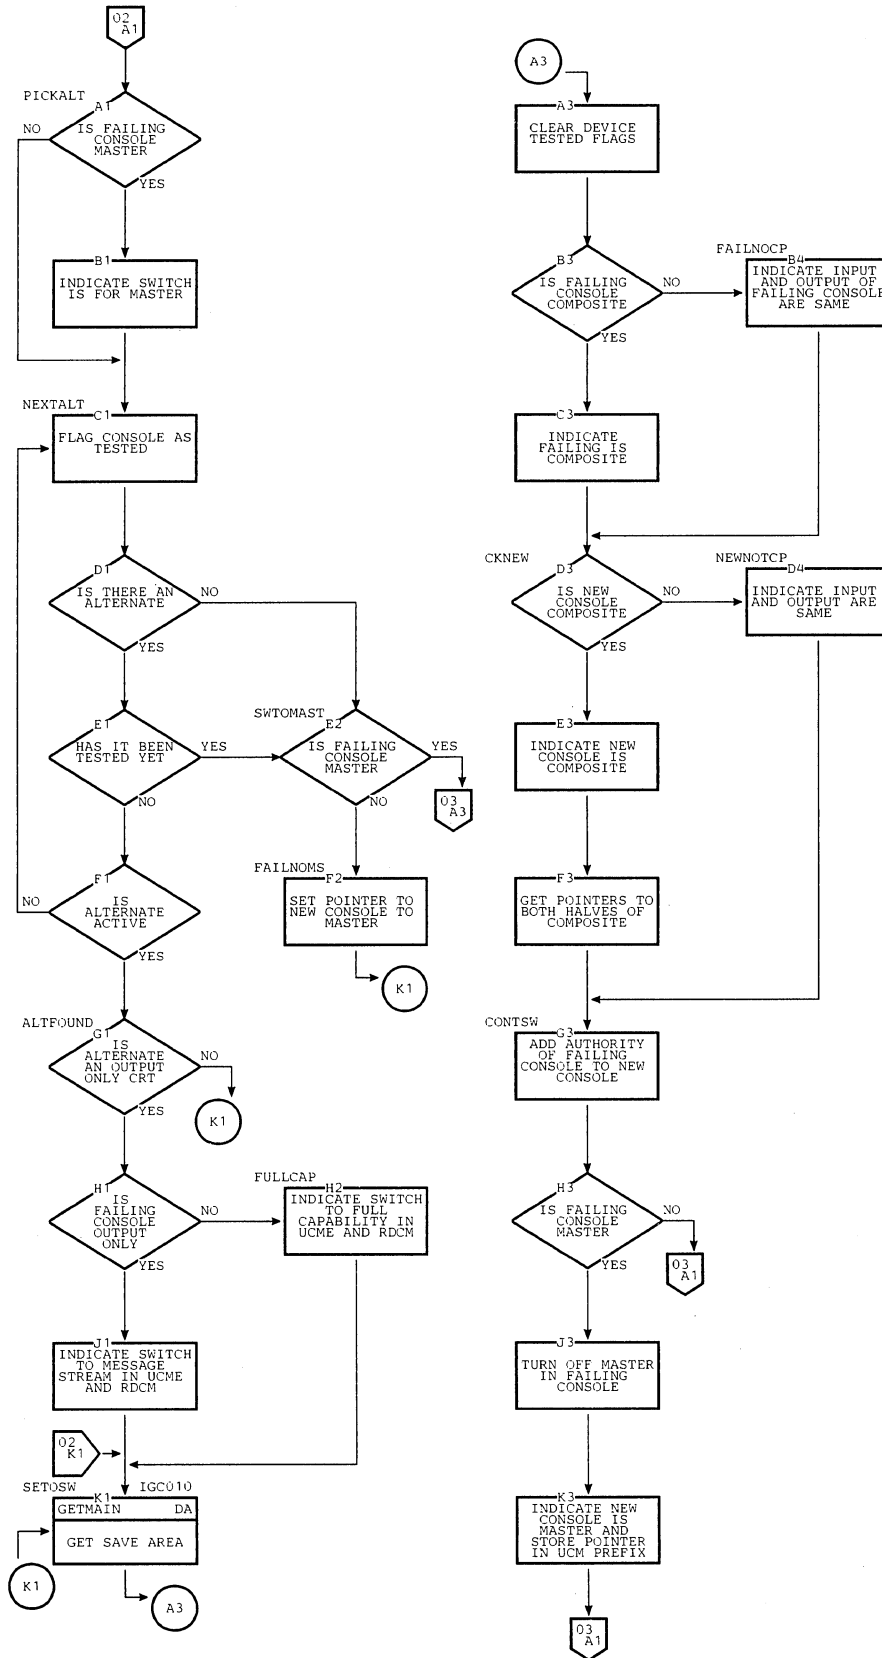 02
A1
PICKALT
A1
NO
IS FAILING
CONSOLE
MASTER
YES
B1
INDICATE SWITCH
IS FOR MASTER
NEXTALT
C1
FLAG CONSOLE AS
TESTED
D1
IS THERE AN
ALTERNATE
NO
YES
E1
HAS IT BEEN
TESTED YET
YES
NO
SWTOMAST
E2
IS FAILING
CONSOLE
MASTER
YES
NO
03
A3
F1
NO
IS
ALTERNATE
ACTIVE
YES
FAILNOMS
F2
SET POINTER TO
NEW CONSOLE TO
MASTER
K1
ALTFOUND
G1
IS
ALTERNATE
AN OUTPUT
ONLY CRT
NO
YES
K1
H1
IS
FAILING
CONSOLE
OUTPUT
ONLY
NO
YES
FULLCAP
H2
INDICATE SWITCH
TO FULL
CAPABILITY IN
UCME AND RDCM
J1
INDICATE SWITCH
TO MESSAGE
STREAM IN UCME
AND RDCM
02
K1
SETOSW
IGC010
K1
GETMAIN DA
GET SAVE AREA
K1
A3
A3
A3
CLEAR DEVICE
TESTED FLAGS
B3
IS FAILING
CONSOLE
COMPOSITE
NO
YES
FAILNOCP
B4
INDICATE INPUT
AND OUTPUT OF
FAILING CONSOLE
ARE SAME
C3
INDICATE
FAILING IS
COMPOSITE
CKNEW
D3
IS NEW
CONSOLE
COMPOSITE
NO
YES
NEWNOTCP
D4
INDICATE INPUT
AND OUTPUT ARE
SAME
E3
INDICATE NEW
CONSOLE IS
COMPOSITE
F3
GET POINTERS TO
BOTH HALVES OF
COMPOSITE
CONTSW
G3
ADD AUTHORITY
OF FAILING
CONSOLE TO NEW
CONSOLE
H3
IS FAILING
CONSOLE
MASTER
NO
YES
03
A1
J3
TURN OFF MASTER
IN FAILING
CONSOLE
K3
INDICATE NEW
CONSOLE IS
MASTER AND
STORE POINTER
IN UCM PREFIX
03
A1